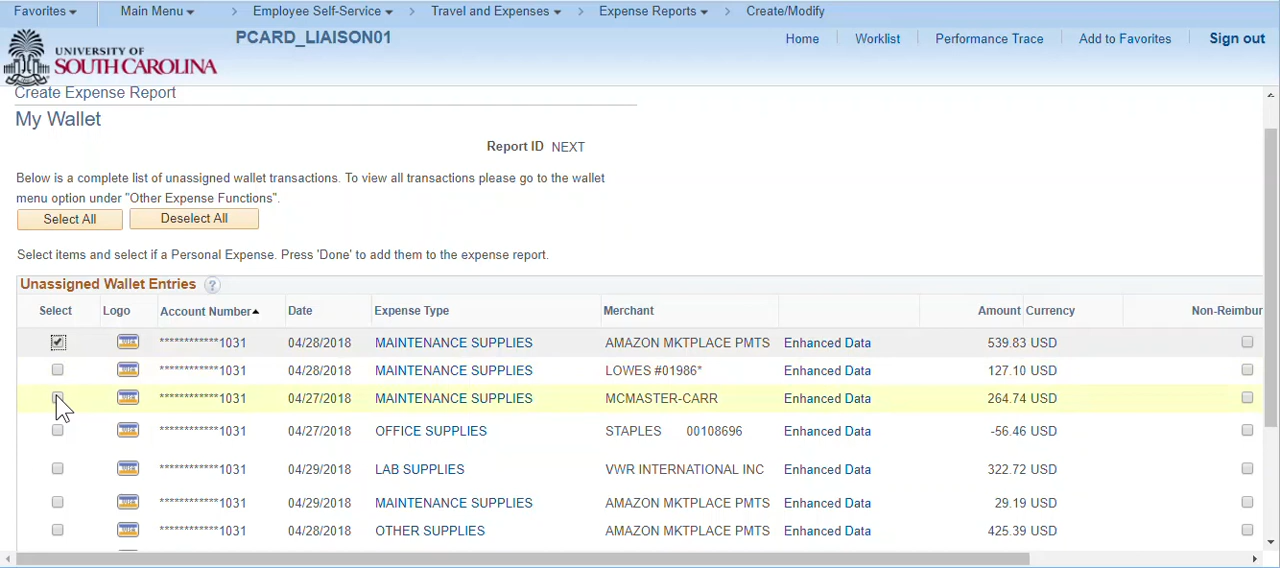 Favorites Main Menu > Employee Self-Service > Travel and Expenses > Expense Reports > Create/Modify
PCARD_LIAISON01
Home Worklist Performance Trace Add to Favorites Sign out
UNIVERSITY OF
SOUTH CAROLINA
Create Expense Report
My Wallet
Report ID NEXT
Below is a complete list of unassigned wallet transactions. To view all transactions please go to the wallet
menu option under "Other Expense Functions".
Select All Deselect All
Select items and select if a Personal Expense. Press 'Done' to add them to the expense report.
Unassigned Wallet Entries ?
Select Logo Account Number Date Expense Type Merchant Amount Currency Non-Reimbur
VISA ************1031 04/28/2018 MAINTENANCE SUPPLIES AMAZON MKTPLACE PMTS Enhanced Data 539.83 USD
VISA ************1031 04/28/2018 MAINTENANCE SUPPLIES LOWES #01986* Enhanced Data 127.10 USD
VISA ************1031 04/27/2018 MAINTENANCE SUPPLIES MCMASTER-CARR Enhanced Data 264.74 USD
VISA ************1031 04/27/2018 OFFICE SUPPLIES STAPLES 00108696 Enhanced Data -56.46 USD
VISA ************1031 04/29/2018 LAB SUPPLIES VWR INTERNATIONAL INC Enhanced Data 322.72 USD
VISA ************1031 04/29/2018 MAINTENANCE SUPPLIES AMAZON MKTPLACE PMTS Enhanced Data 29.19 USD
VISA ************1031 04/28/2018 OTHER SUPPLIES AMAZON MKTPLACE PMTS Enhanced Data 425.39 USD